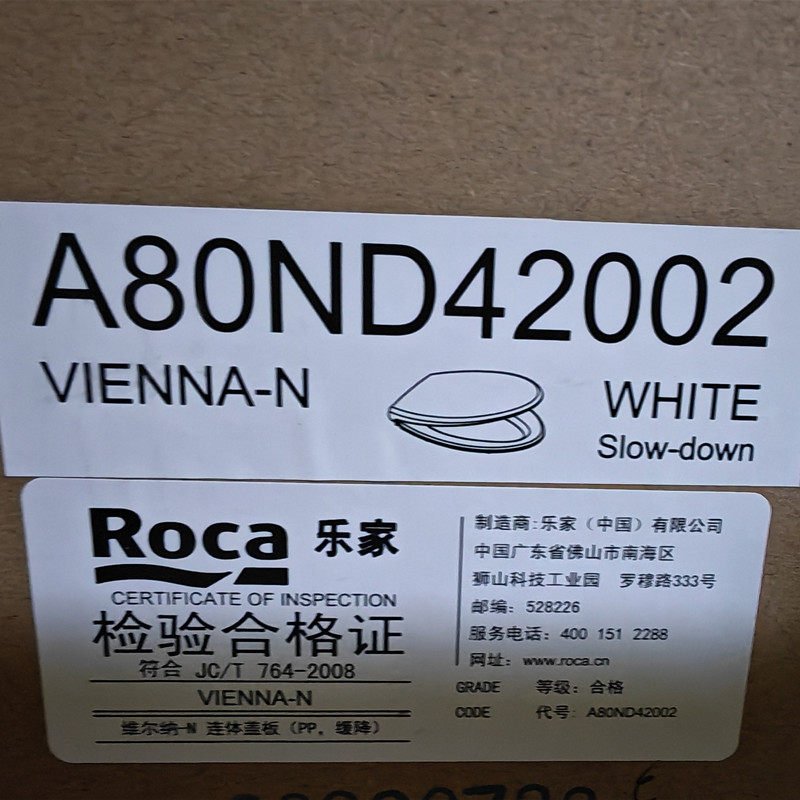 A80ND42002
VIENNA-N
WHITE
Slow-down
Roca 乐家
CERTIFICATE OF INSPECTION
检验合格证
符合 JC/T 764-2008
VIENNA-N
维尔纳-N 连体盖板（PP，缓降）
制造商:乐家（中国）有限公司
中国广东省佛山市南海区
狮山科技工业园 罗穆路333号
邮编：528226
服务电话：400 151 2288
网址：www.roca.cn
GRADE 等级：合格
CODE 代号：A80ND42002